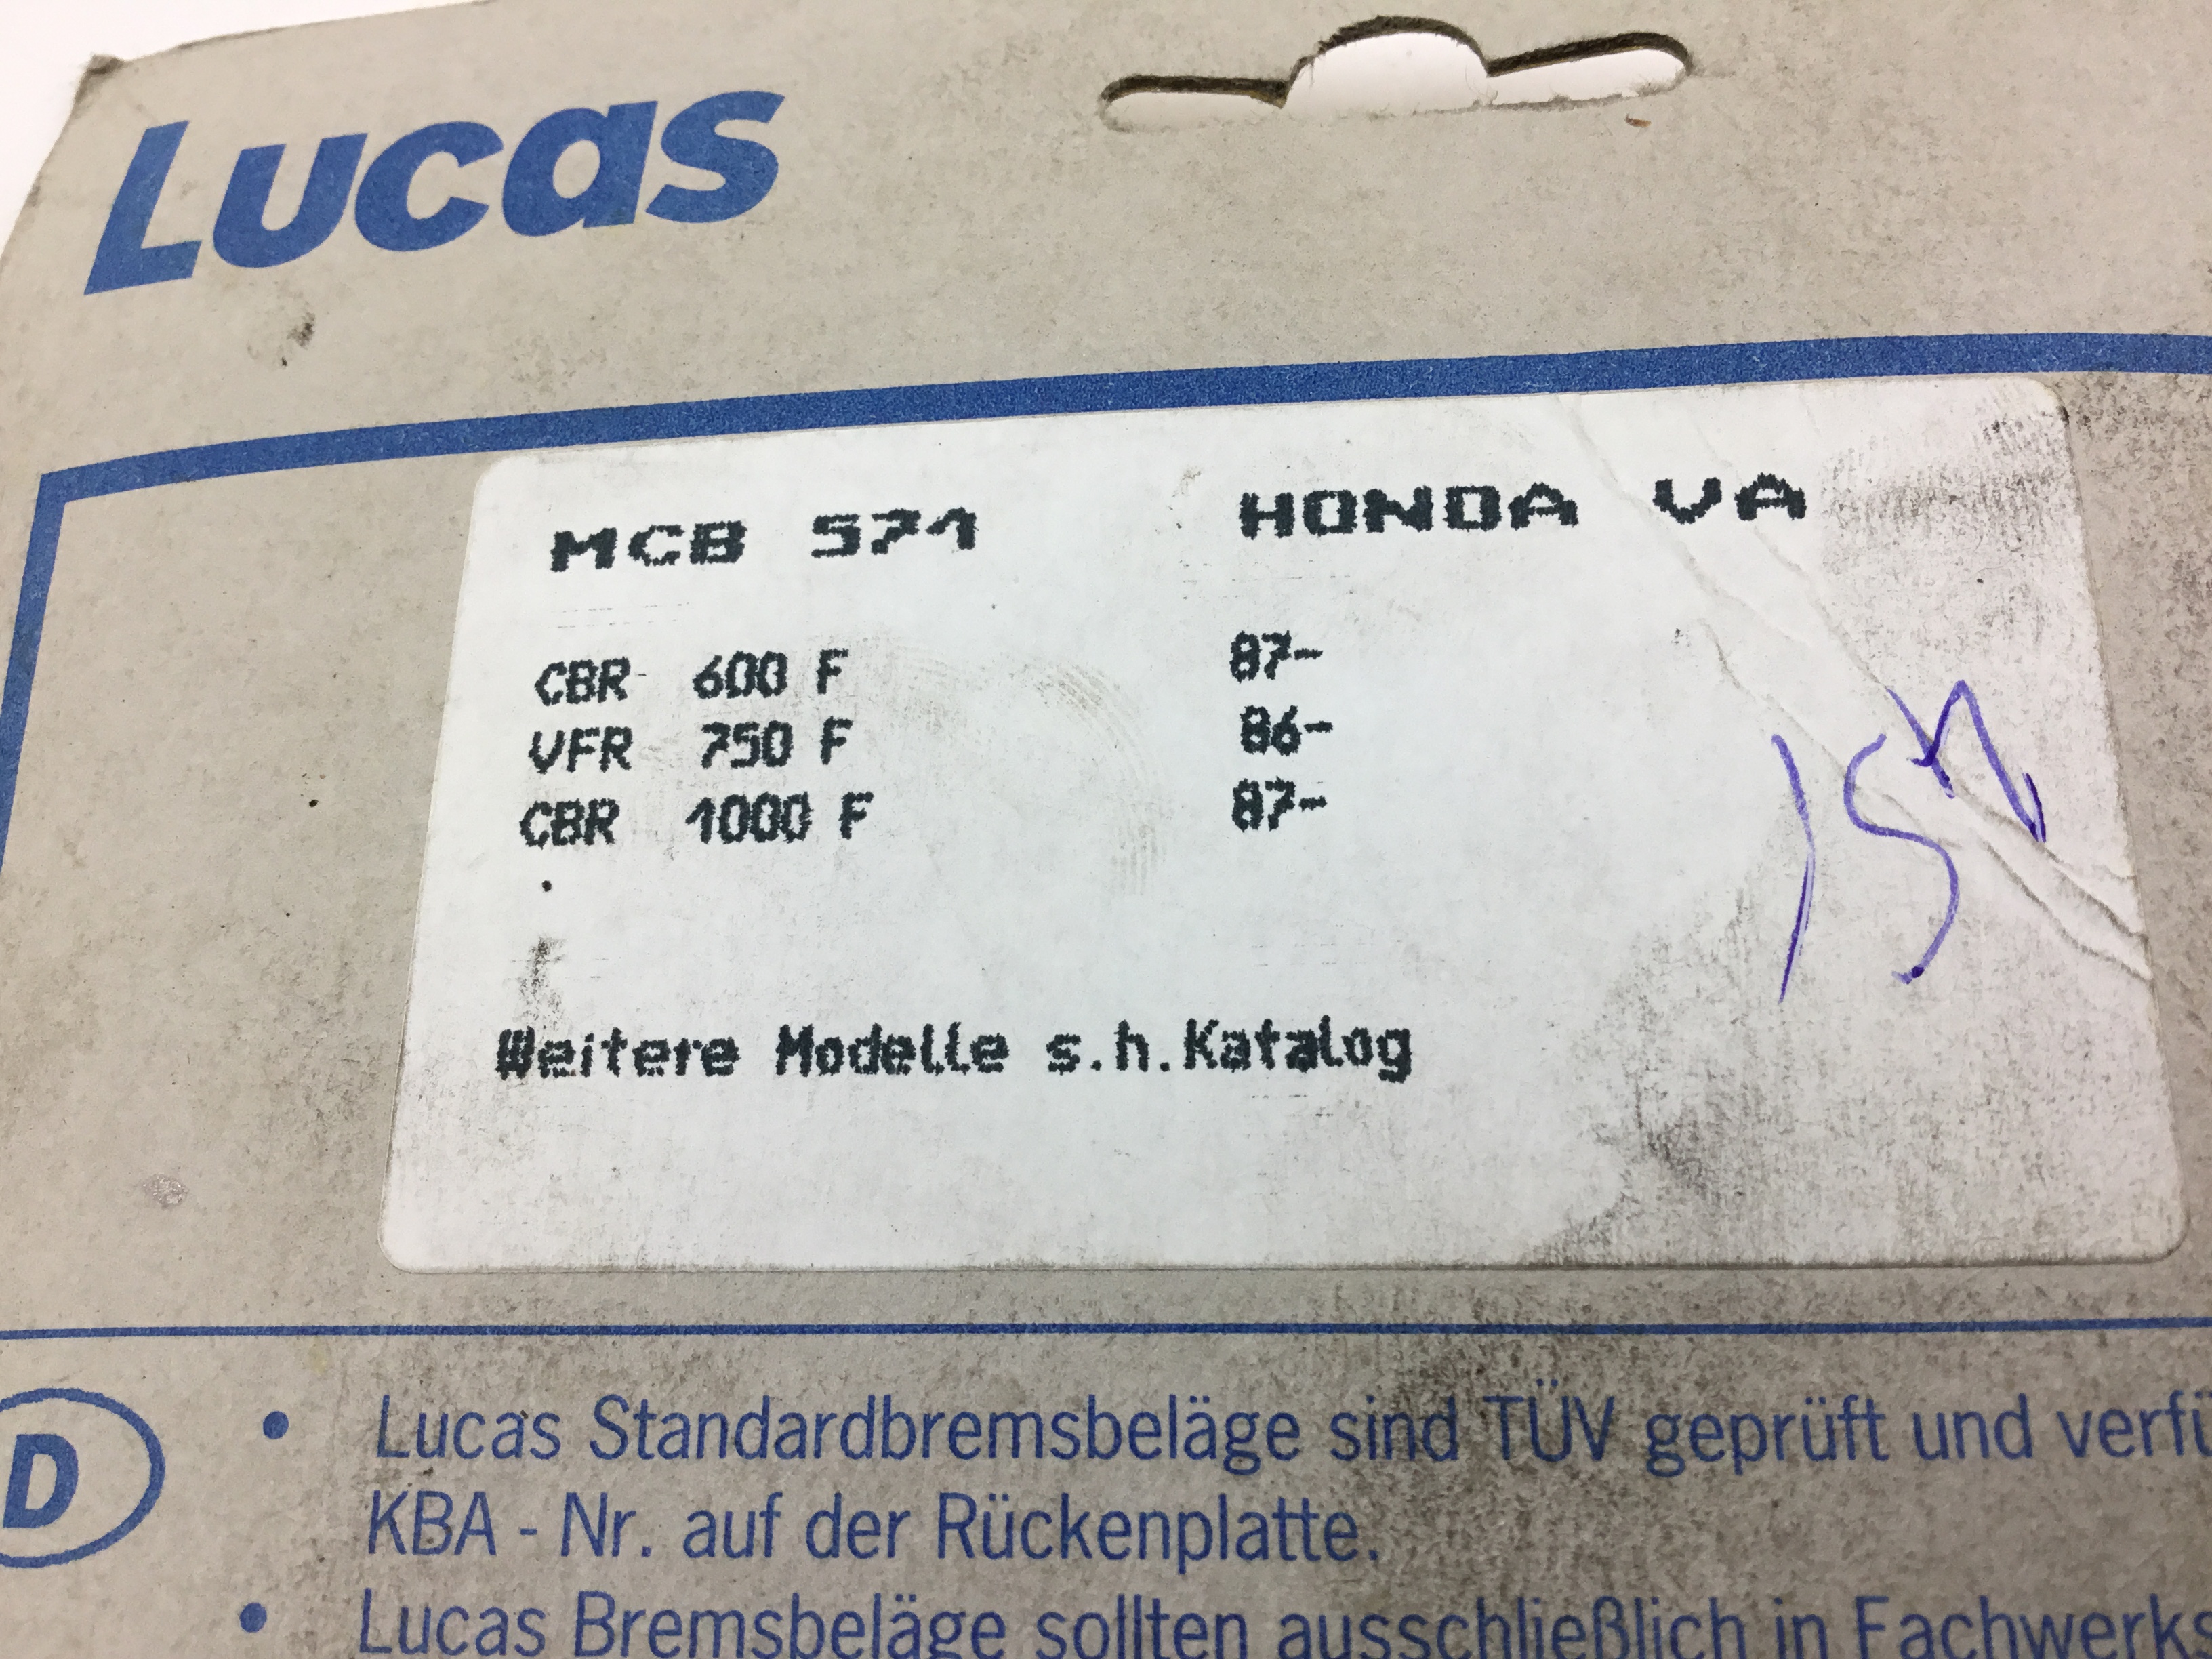 Lucas
MCB 571 HONDA VA
CBR 600 F 87-
VFR 750 F 86-
CBR 1000 F 87-
Weitere Modelle s.h.Katalog
D
• Lucas Standardbremsbeläge sind TÜV geprüft und verfü
KBA - Nr. auf der Rückenplatte.
• Lucas Bremsbeläge sollten ausschließlich in Fachwerks